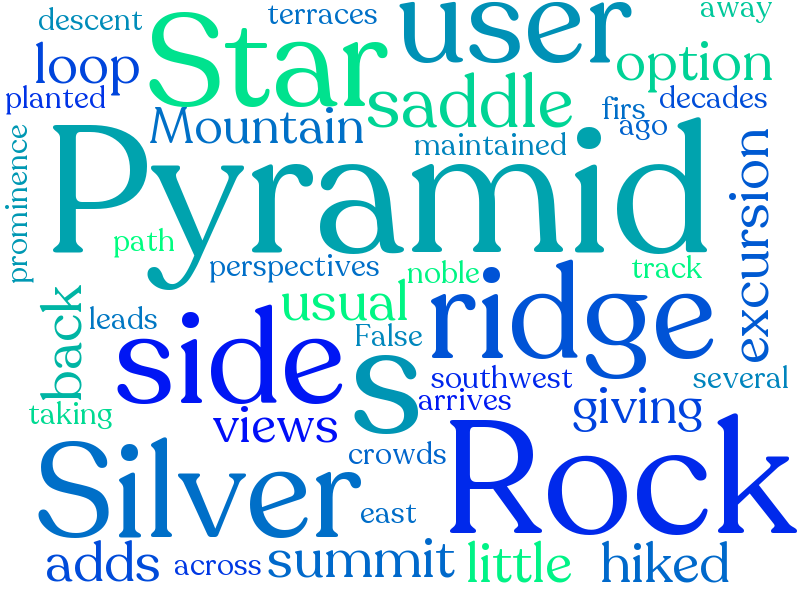 descent
terraces
user
away
Star
loop
option
planted
saddle
firs
decades
Mountain
ago
maintained
Pyramid
prominence
excursion
path
perspectives
noble
track
ridge
back
usual
leads
sides
False
s
southwest
several
arrives
giving
taking
views
Rock
Silver
crowds
east
adds
across
summit
little
hiked